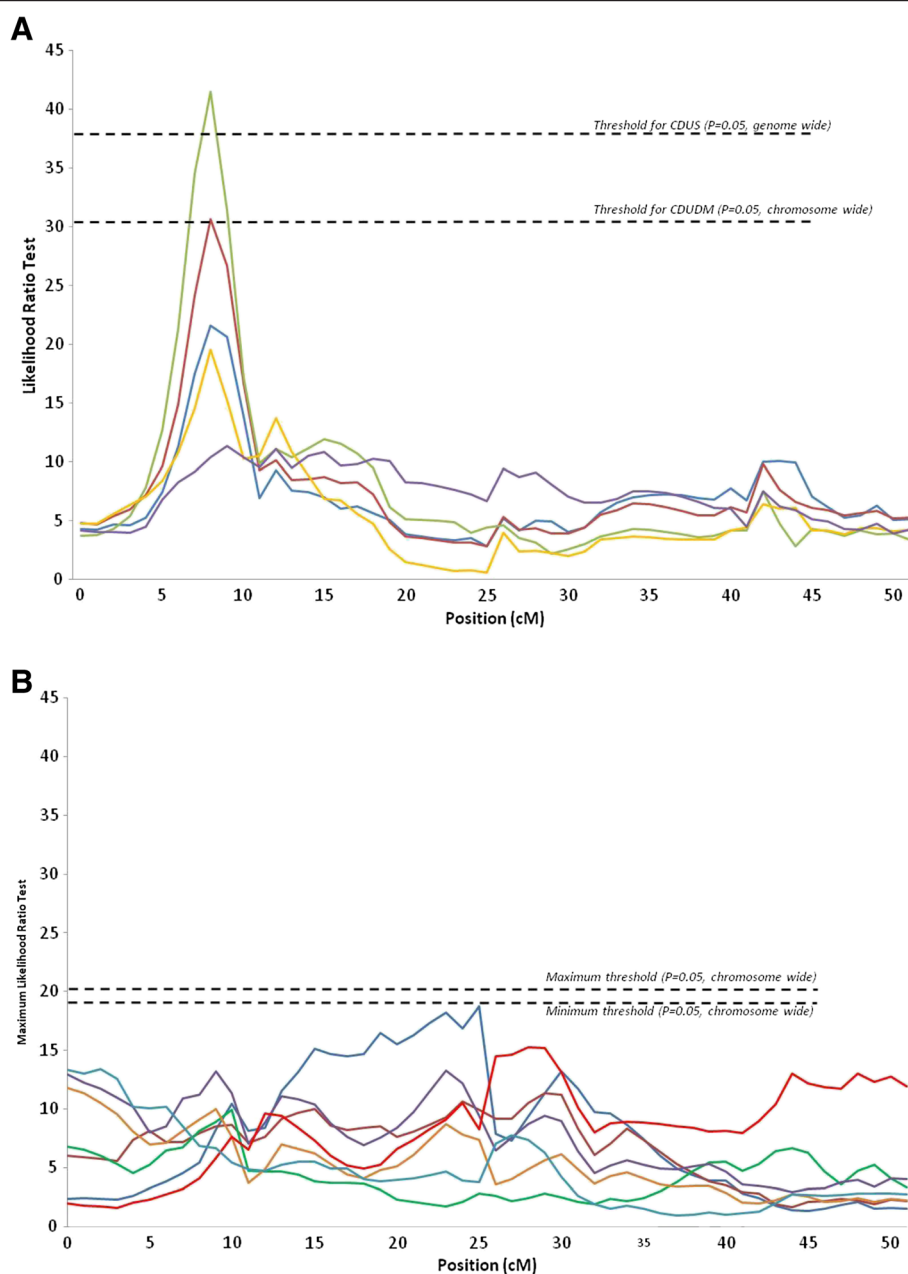 A
45
40
Threshold for CDUS (P=0.05, genome wide)
35
Threshold for CDUDM (P=0.05, chromosome wide)
30
25
20
15
10
5
0
Likelihood Ratio Test
0 5 10 15 20 25 30 35 40 45 50
Position (cM)
B
45
40
35
30
25
Maximum threshold (P=0.05, chromosome wide)
20
Minimum threshold (P=0.05, chromosome wide)
15
10
5
0
Maximum Likelihood Ratio Test
0 5 10 15 20 25 30 35 40 45 50
Position (cM)